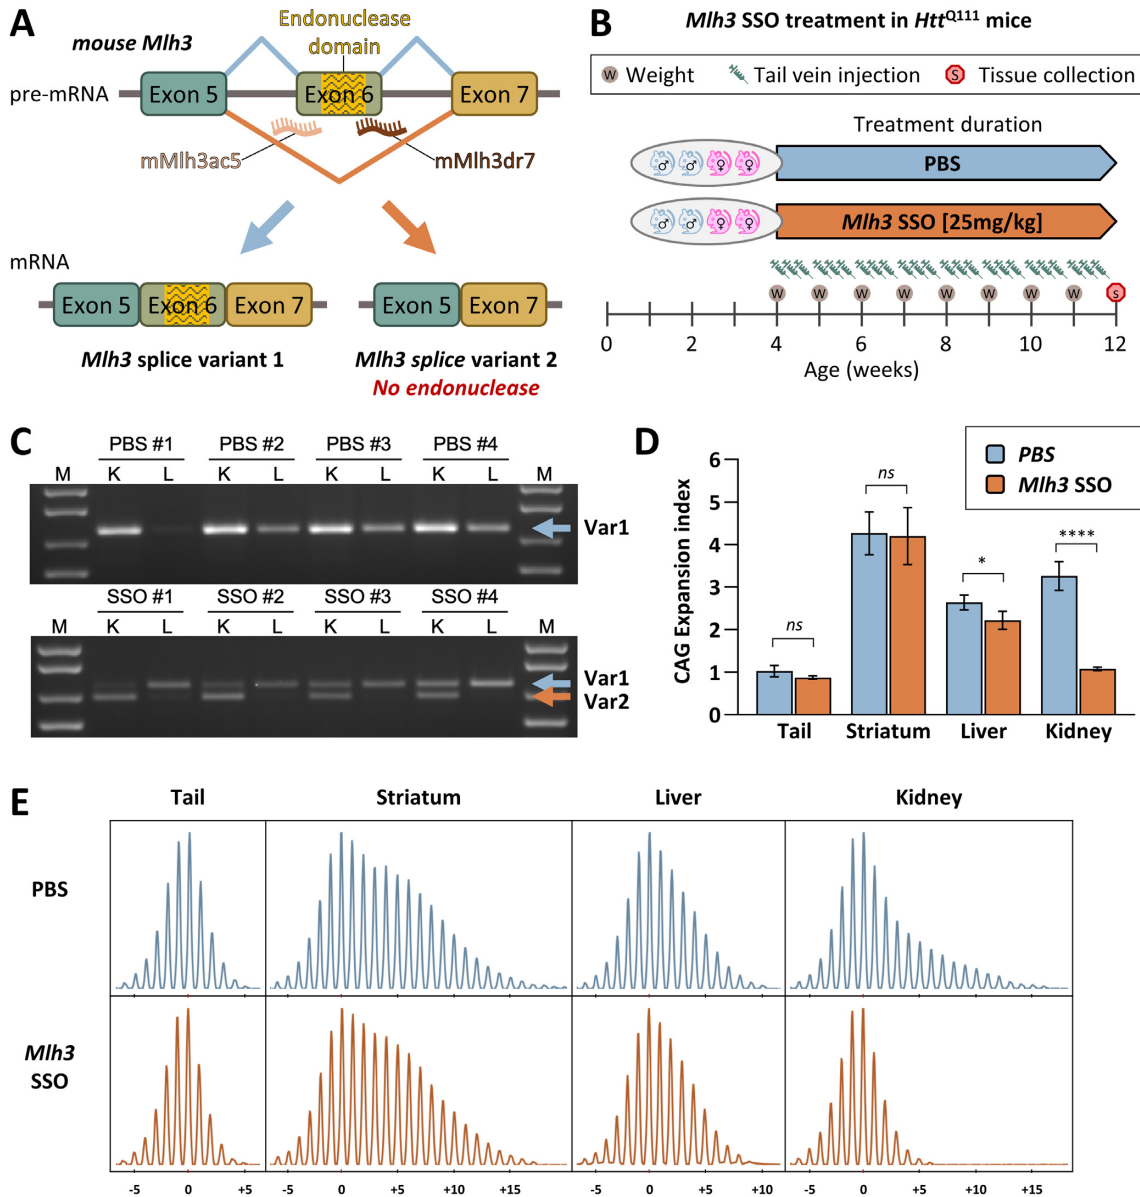 A
mouse Mlh3
Endonuclease
domain
pre-mRNA
Exon 5
Exon 6
Exon 7
mMlh3ac5
mMlh3dr7
mRNA
Exon 5
Exon 6
Exon 7
Exon 5
Exon 7
Mlh3 splice variant 1
Mlh3 splice variant 2
No endonuclease
B
Mlh3 SSO treatment in HttQ111 mice
W Weight
Tail vein injection
S Tissue collection
Treatment duration
♂ ♂ ♀ ♀
PBS
♂ ♂ ♀ ♀
Mlh3 SSO [25mg/kg]
W W W W W W W W S
0 2 4 6 8 10 12
Age (weeks)
C
PBS #1 PBS #2 PBS #3 PBS #4
M K L K L K L K L M
Var1
SSO #1 SSO #2 SSO #3 SSO #4
M K L K L K L K L M
Var1
Var2
D
PBS
Mlh3 SSO
CAG Expansion index
6
5
4
3
2
1
0
ns
ns
*
****
Tail Striatum Liver Kidney
E
Tail Striatum Liver Kidney
PBS
Mlh3
SSO
-5 0 -5 0 +5 +10 +15 -5 0 +5 +10 -5 0 +5 +10 +15